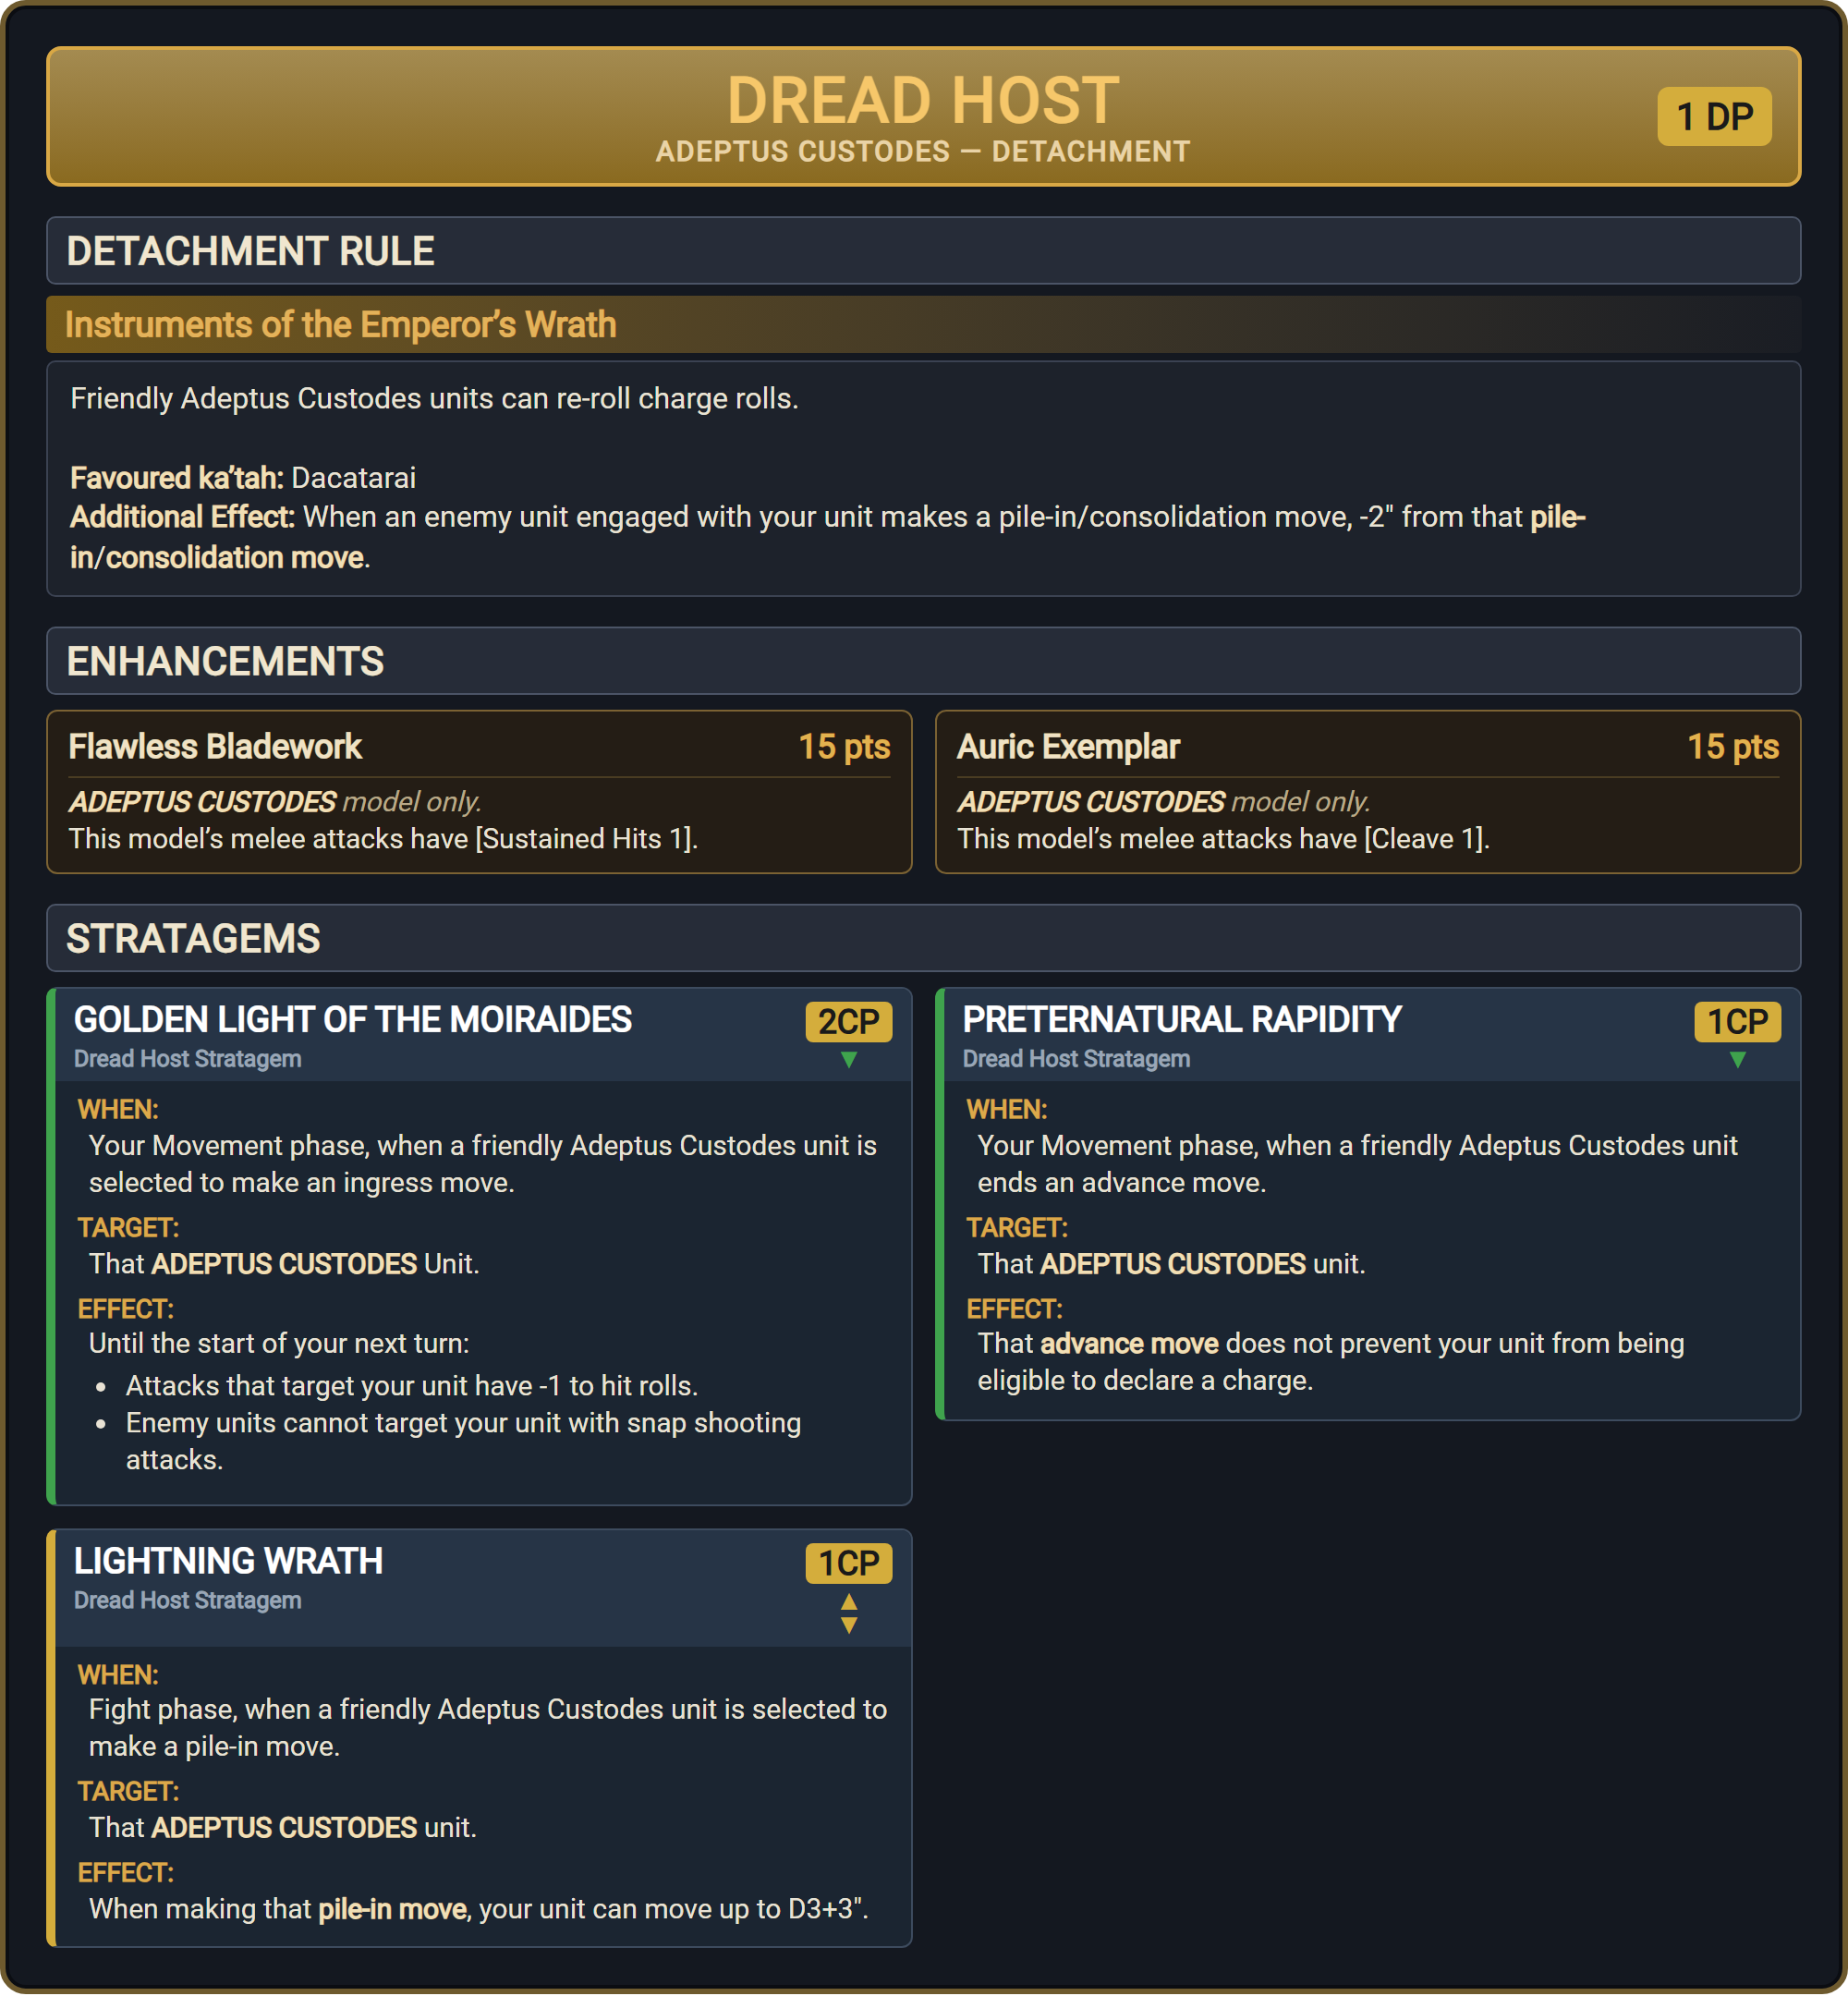 DREAD HOST
ADEPTUS CUSTODES — DETACHMENT
1 DP
DETACHMENT RULE
Instruments of the Emperor’s Wrath
Friendly Adeptus Custodes units can re-roll charge rolls.
Favoured ka’tah: Dacatarai
Additional Effect: When an enemy unit engaged with your unit makes a pile-in/consolidation move, -2" from that pile-
in/consolidation move.
ENHANCEMENTS
Flawless Bladework 15 pts
ADEPTUS CUSTODES model only.
This model’s melee attacks have [Sustained Hits 1].
Auric Exemplar 15 pts
ADEPTUS CUSTODES model only.
This model’s melee attacks have [Cleave 1].
STRATAGEMS
GOLDEN LIGHT OF THE MOIRAIDES 2CP
Dread Host Stratagem ▼
WHEN:
Your Movement phase, when a friendly Adeptus Custodes unit is
selected to make an ingress move.
TARGET:
That ADEPTUS CUSTODES Unit.
EFFECT:
Until the start of your next turn:
• Attacks that target your unit have -1 to hit rolls.
• Enemy units cannot target your unit with snap shooting
attacks.
PRETERNATURAL RAPIDITY 1CP
Dread Host Stratagem ▼
WHEN:
Your Movement phase, when a friendly Adeptus Custodes unit
ends an advance move.
TARGET:
That ADEPTUS CUSTODES unit.
EFFECT:
That advance move does not prevent your unit from being
eligible to declare a charge.
LIGHTNING WRATH 1CP
Dread Host Stratagem ▲
▼
WHEN:
Fight phase, when a friendly Adeptus Custodes unit is selected to
make a pile-in move.
TARGET:
That ADEPTUS CUSTODES unit.
EFFECT:
When making that pile-in move, your unit can move up to D3+3".